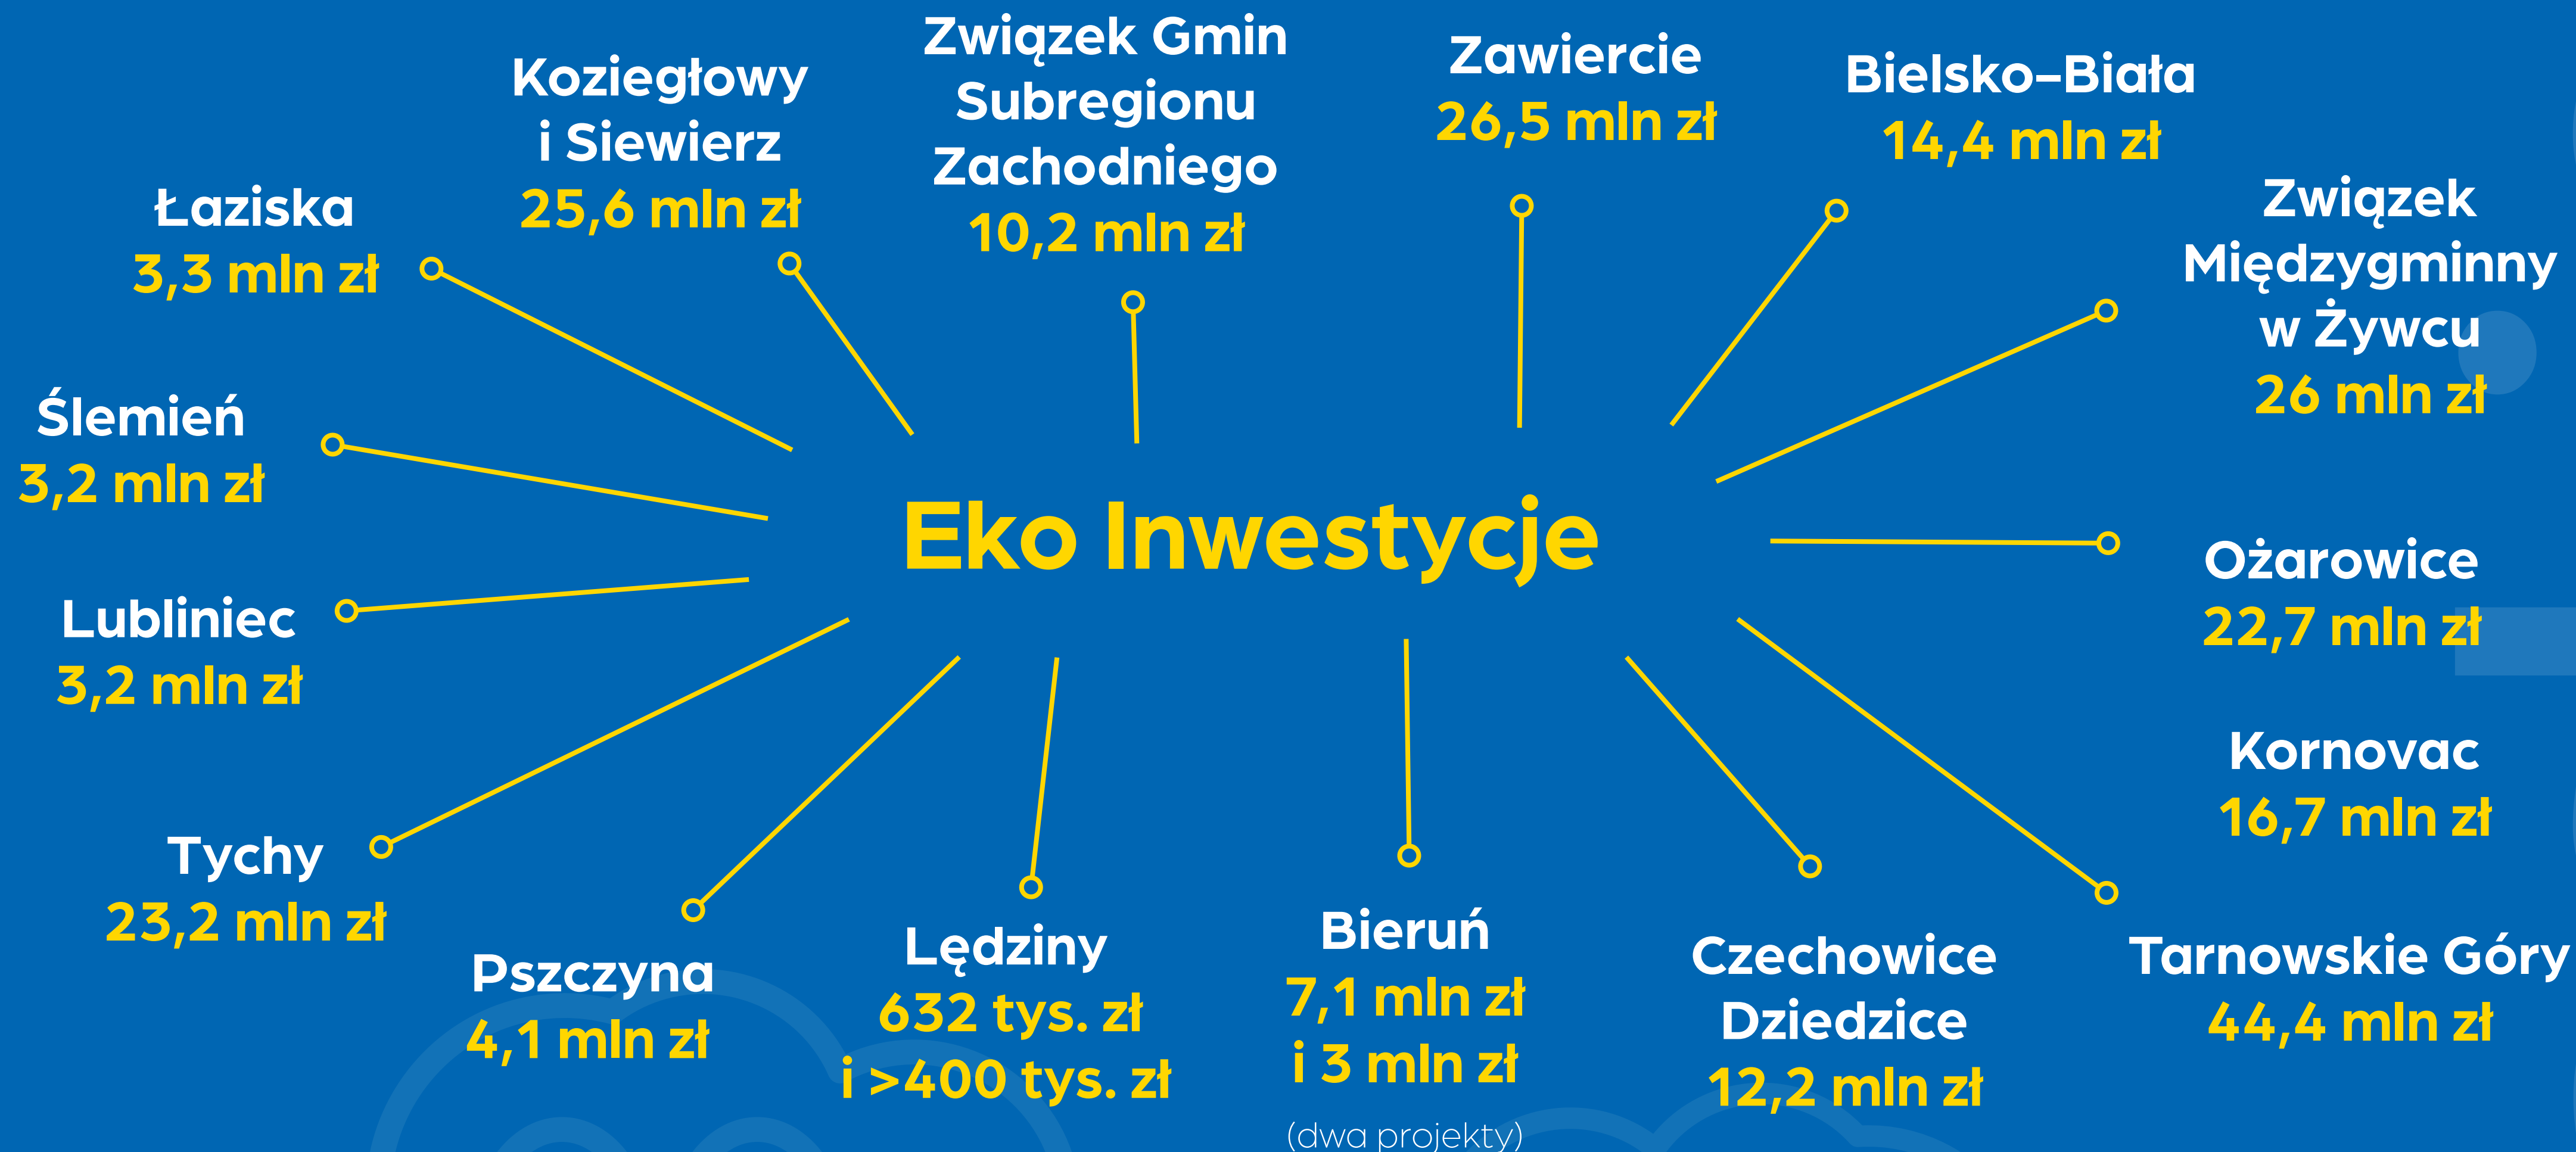 Związek Gmin
Subregionu
Zachodniego
10,2 mln zł
Koziegłowy
i Siewierz
25,6 mln zł
Zawiercie
26,5 mln zł
Bielsko-Biała
14,4 mln zł
Łaziska
3,3 mln zł
Związek
Międzygminny
w Żywcu
26 mln zł
Ślemień
3,2 mln zł
Eko Inwestycje
Ożarowice
22,7 mln zł
Lubliniec
3,2 mln zł
Kornovac
16,7 mln zł
Tychy
23,2 mln zł
Pszczyna
4,1 mln zł
Lędziny
632 tys. zł
i >400 tys. zł
Bieruń
7,1 mln zł
i 3 mln zł
(dwa projekty)
Czechowice
Dziedzice
12,2 mln zł
Tarnowskie Góry
44,4 mln zł